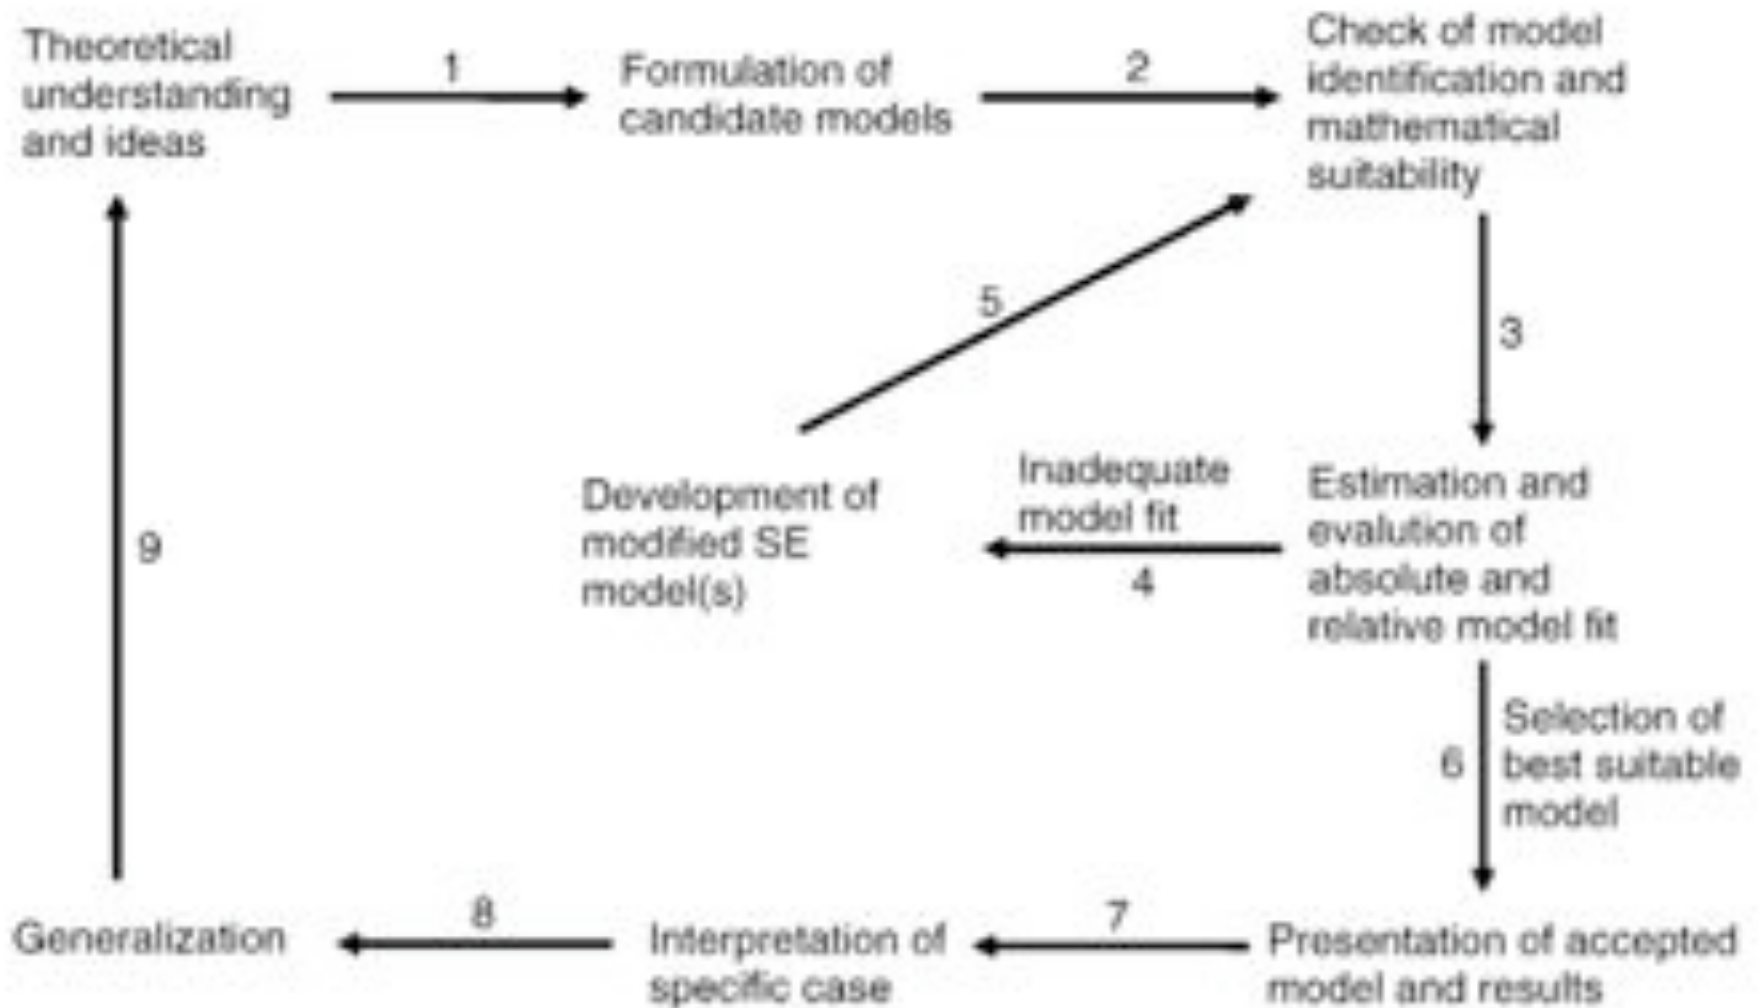 Theoretical
understanding
and ideas
1
Formulation of
candidate models
2
Check of model
identification and
mathematical
suitability
5
3
Development of
modified SE
model(s)
Inadequate
model fit
4
Estimation and
evalution of
absolute and
relative model fit
9
6
Selection of
best suitable
model
Generalization
8
Interpretation of
specific case
7
Presentation of accepted
model and results